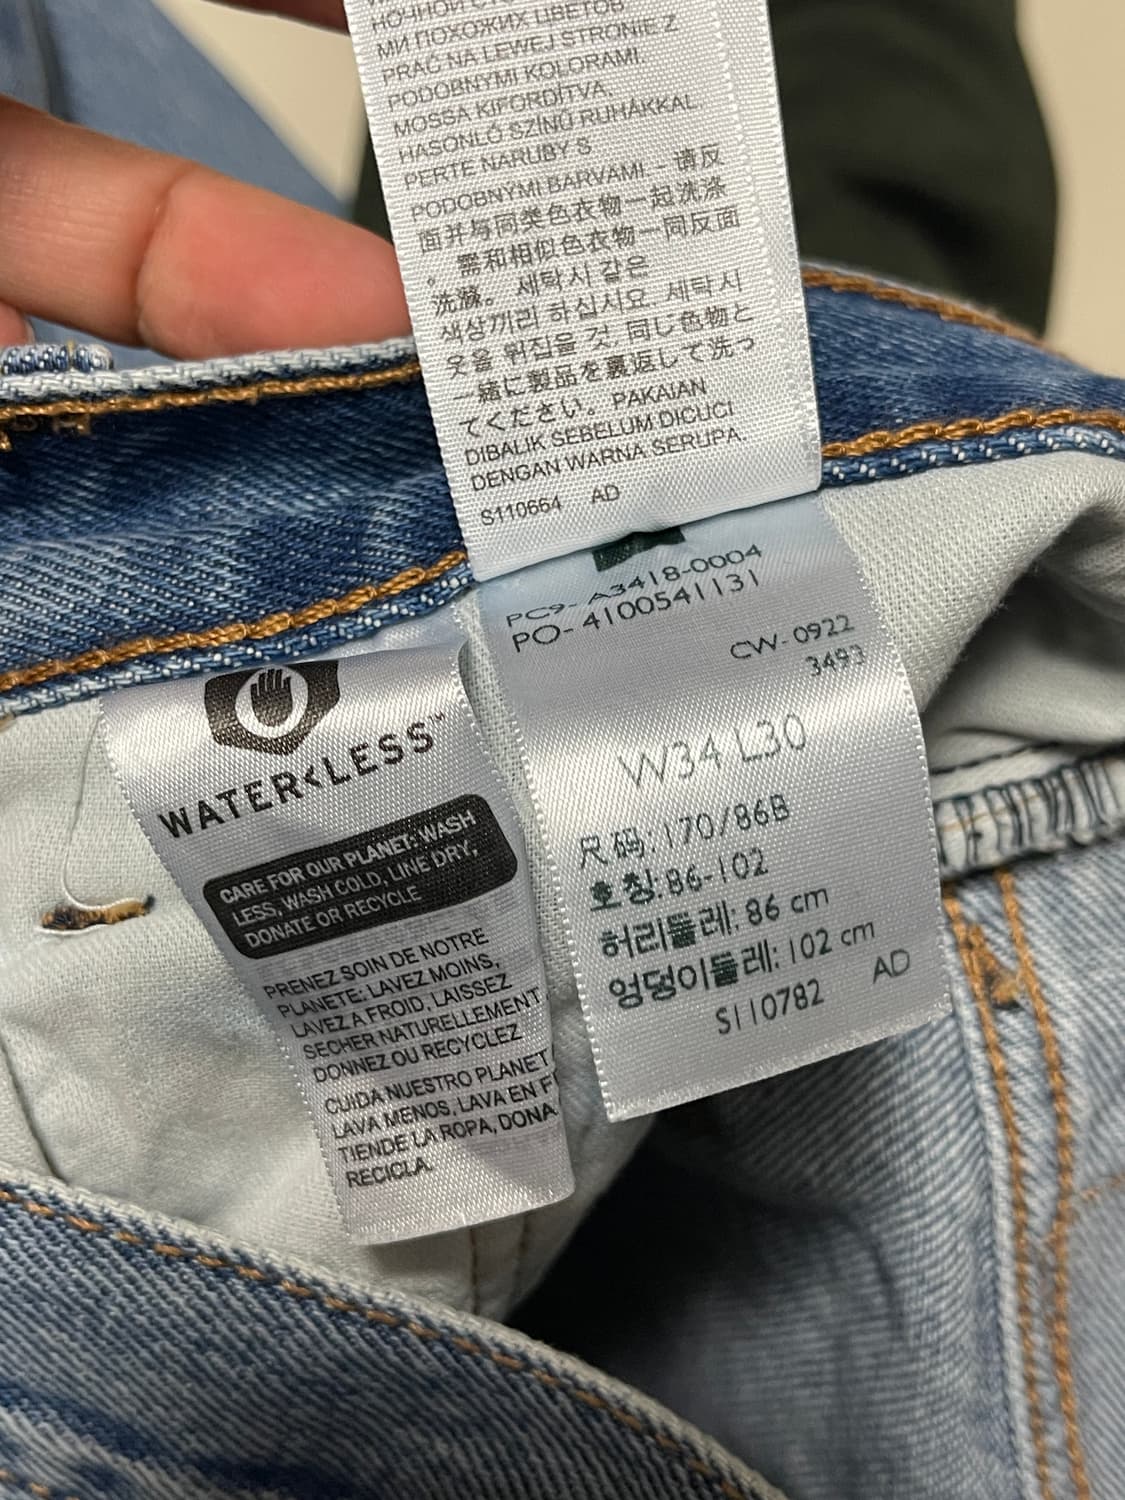 НОЧНОЙ
МИ ПОХОЖИХ ЦВЕТОВ
PRAĆ NA LEWEJ STRONIE Z
PODOBNYMI KOLORAMI.
MOSSA KIFORDÍTVA,
HASONLÓ SZÍNŰ RUHÁKKAL.
PERTE NARUBY S
PODOBNYMI BARVAMI. - 请反
面并与同类色衣物一起洗涤
。需和相似色衣物一同反面
洗滌。 세탁시 같은
색상끼리 하십시요. 세탁시
옷을 뒤집을 것. 同じ色物と
一緒に製品を裏返して洗っ
てください。PAKAIAN
DIBALIK SEBELUM DICUCI
DENGAN WARNA SERUPA.
S110664 AD
PC9- A3418-0004
PO- 4100541131
CW- 0922
3493
W34 L30
尺码:170/86B
호칭:86-102
허리둘레: 86 cm
엉덩이둘레: 102 cm
S110782 AD
WATER<LESS™
CARE FOR OUR PLANET: WASH
LESS, WASH COLD, LINE DRY,
DONATE OR RECYCLE
PRENEZ SOIN DE NOTRE
PLANETE: LAVEZ MOINS,
LAVEZ A FROID, LAISSEZ
SECHER NATURELLEMENT
DONNEZ OU RECYCLEZ
CUIDA NUESTRO PLANET
LAVA MENOS, LAVA EN F
TIENDE LA ROPA, DONA
RECICLA.